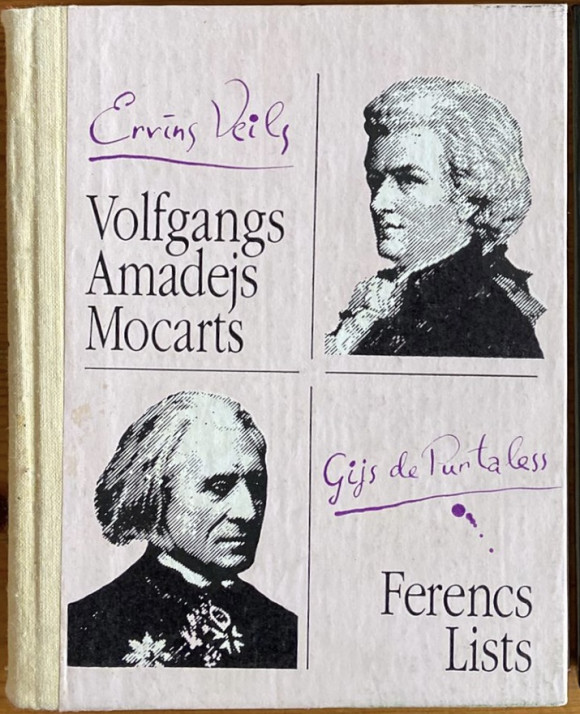 Ervīns Veils
Volfgangs
Amadejs
Mocarts
Gijs de Purtaless
Ferencs
Lists